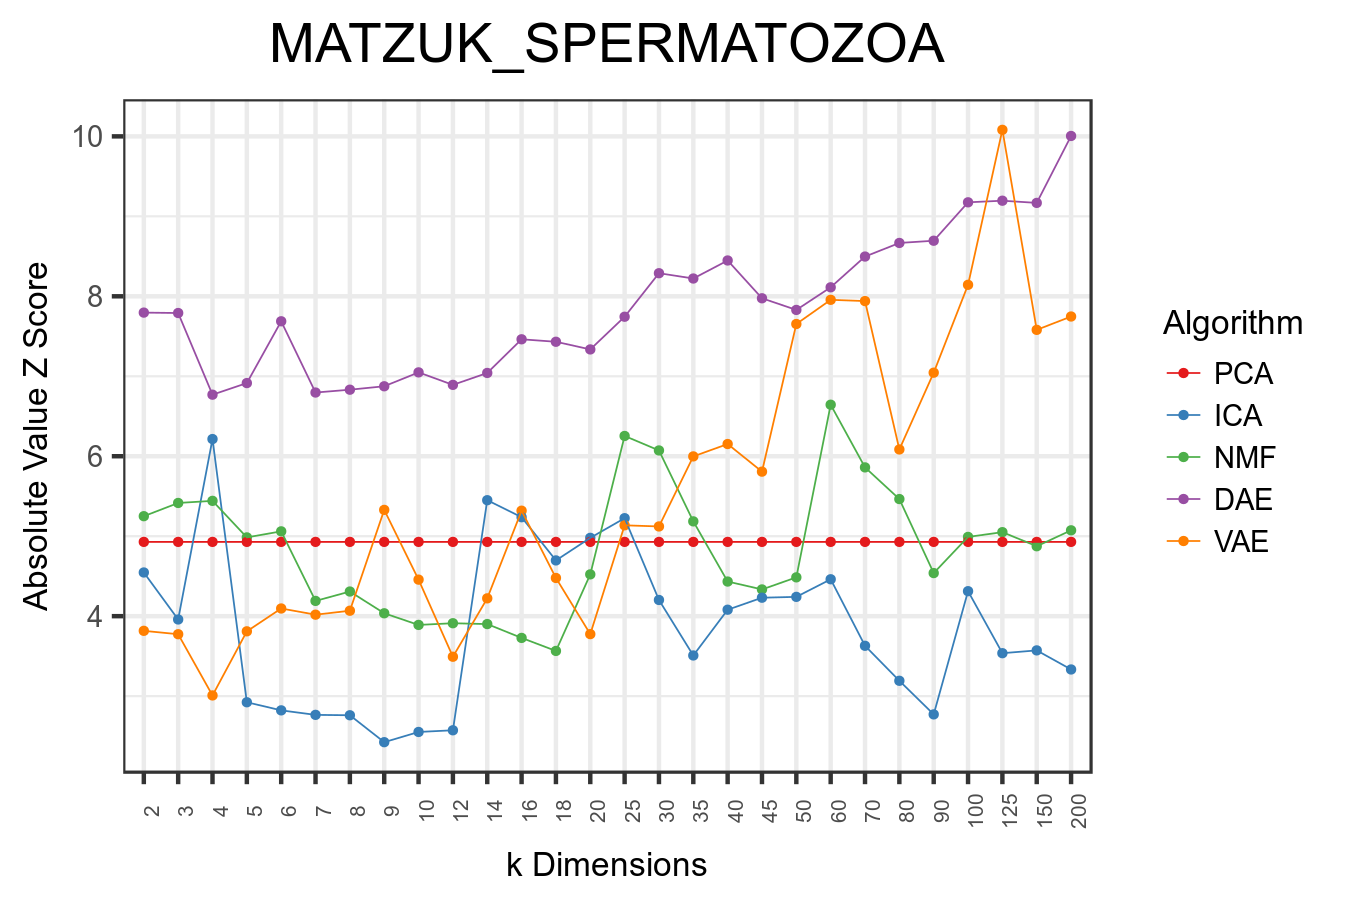 MATZUK_SPERMATOZOA
Absolute Value Z Score
10
8
6
4
2 3 4 5 6 7 8 9 10 12 14 16 18 20 25 30 35 40 45 50 60 70 80 90 100 125 150 200
k Dimensions
Algorithm
PCA
ICA
NMF
DAE
VAE